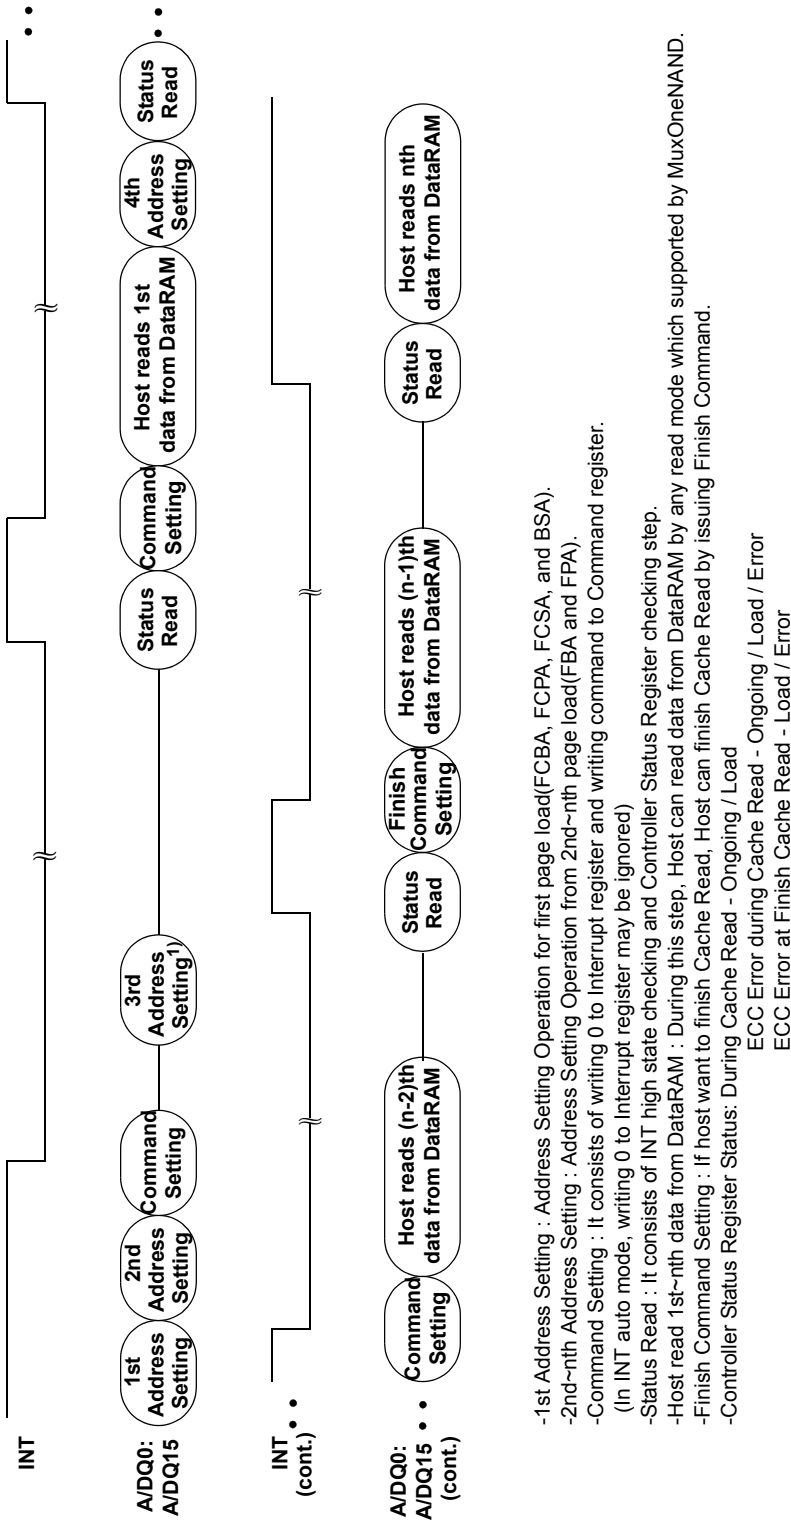 INT
A/DQ0:
A/DQ15
1st
Address
Setting
2nd
Address
Setting
Command
Setting
3rd
Address
Setting1)
Status
Read
Command
Setting
Host reads 1st
data from DataRAM
4th
Address
Setting
Status
Read
INT
(cont.)
A/DQ0:
A/DQ15
(cont.)
Command
Setting
Host reads (n-2)th
data from DataRAM
Status
Read
Finish
Command
Setting
Host reads (n-1)th
data from DataRAM
Status
Read
Host reads nth
data from DataRAM
-1st Address Setting : Address Setting Operation for first page load(FCBA, FCPA, FCSA, and BSA).
-2nd~nth Address Setting : Address Setting Operation from 2nd~nth page load(FBA and FPA).
-Command Setting : It consists of writing 0 to Interrupt register and writing command to Command register.
(In INT auto mode, writing 0 to Interrupt register may be ignored)
-Status Read : It consists of INT high state checking and Controller Status Register checking step.
-Host read 1st~nth data from DataRAM : During this step, Host can read data from DataRAM by any read mode which supported by MuxOneNAND.
-Finish Command Setting : If host want to finish Cache Read, Host can finish Cache Read by issuing Finish Command.
-Controller Status Register Status: During Cache Read - Ongoing / Load
ECC Error during Cache Read - Ongoing / Load / Error
ECC Error at Finish Cache Read - Load / Error